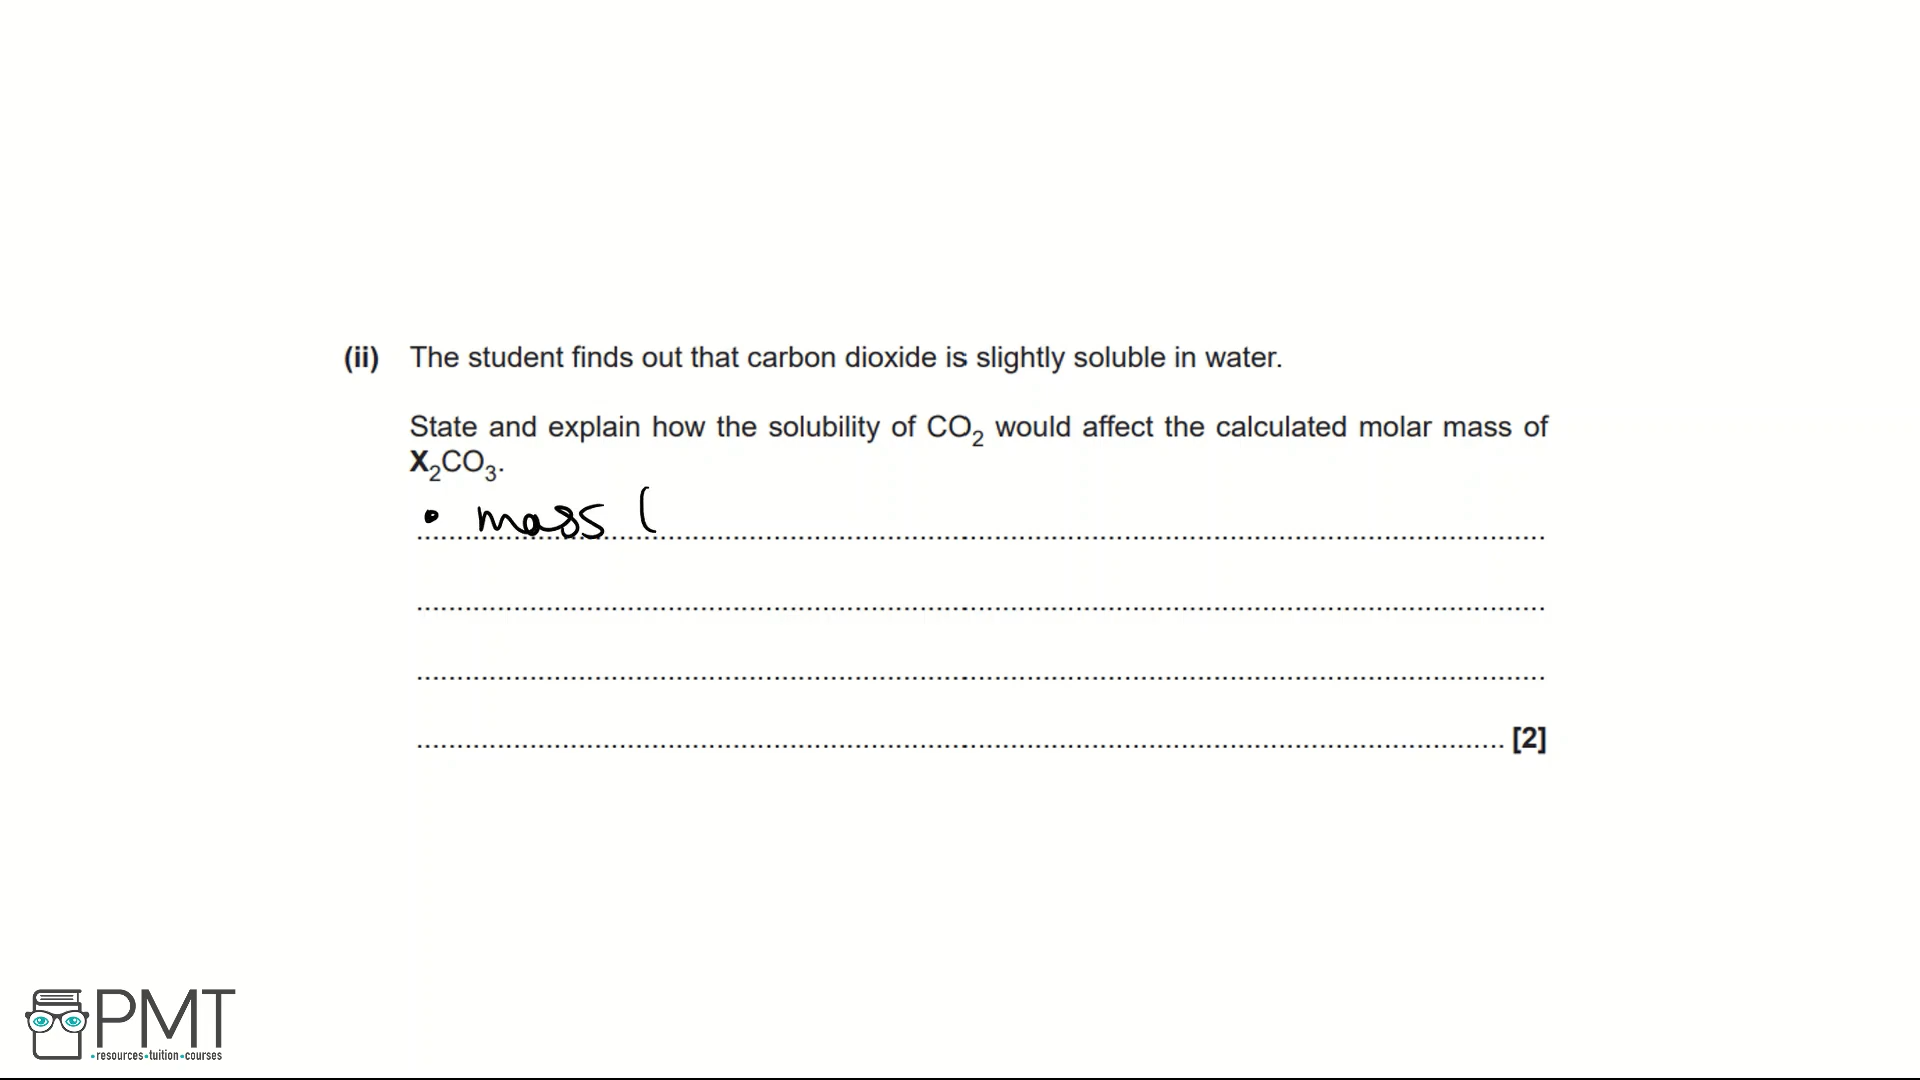 (ii) The student finds out that carbon dioxide is slightly soluble in water.
State and explain how the solubility of CO₂ would affect the calculated molar mass of
X₂CO₃.
• mass (
[2]
PMT
•resources•tuition•courses